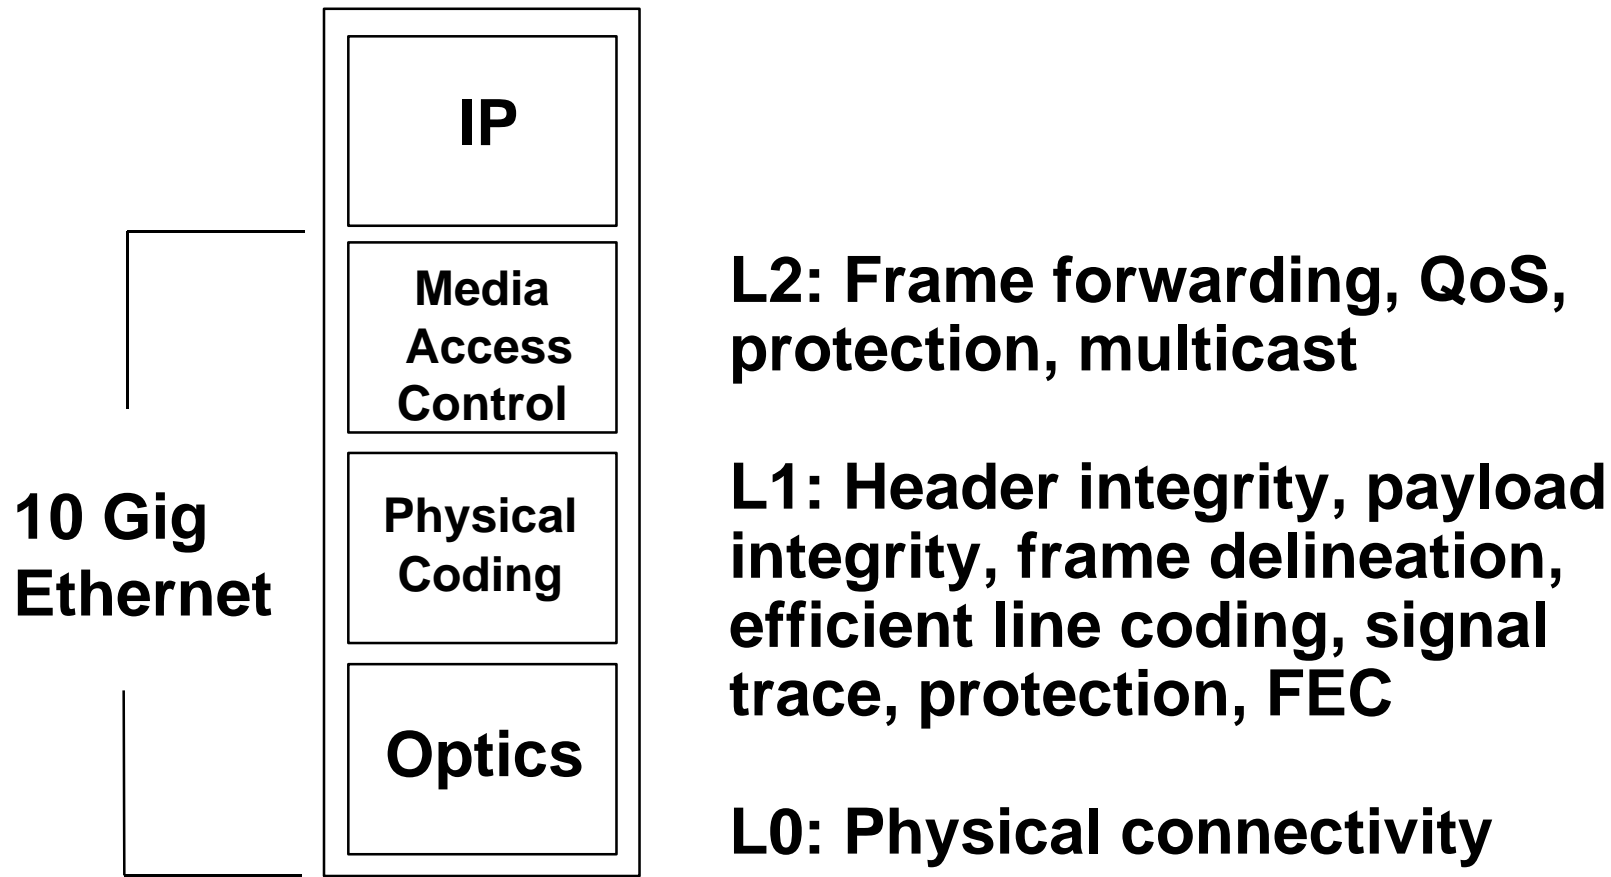 IP
Media
Access
Control
Physical
Coding
Optics
10 Gig
Ethernet
L2: Frame forwarding, QoS,
protection, multicast
L1: Header integrity, payload
integrity, frame delineation,
efficient line coding, signal
trace, protection, FEC
L0: Physical connectivity